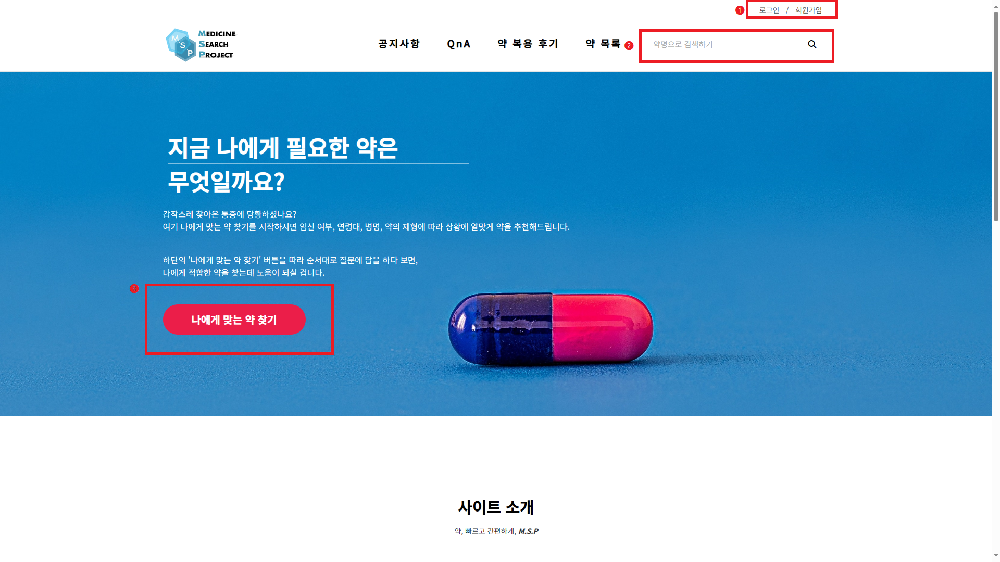 1 로그인 / 회원가입
M S P MEDICINE SEARCH PROJECT
공지사항 QnA 약 복용 후기 약 목록 2 약명으로 검색하기
지금 나에게 필요한 약은
무엇일까요?
갑작스레 찾아온 통증에 당황하셨나요?
여기 나에게 맞는 약 찾기를 시작하시면 임신 여부, 연령대, 병명, 약의 제형에 따라 상황에 알맞게 약을 추천해드립니다.
하단의 '나에게 맞는 약 찾기' 버튼을 따라 순서대로 질문에 답을 하다 보면,
나에게 적합한 약을 찾는데 도움이 되실 겁니다.
3
나에게 맞는 약 찾기
사이트 소개
약, 빠르고 간편하게, M.S.P